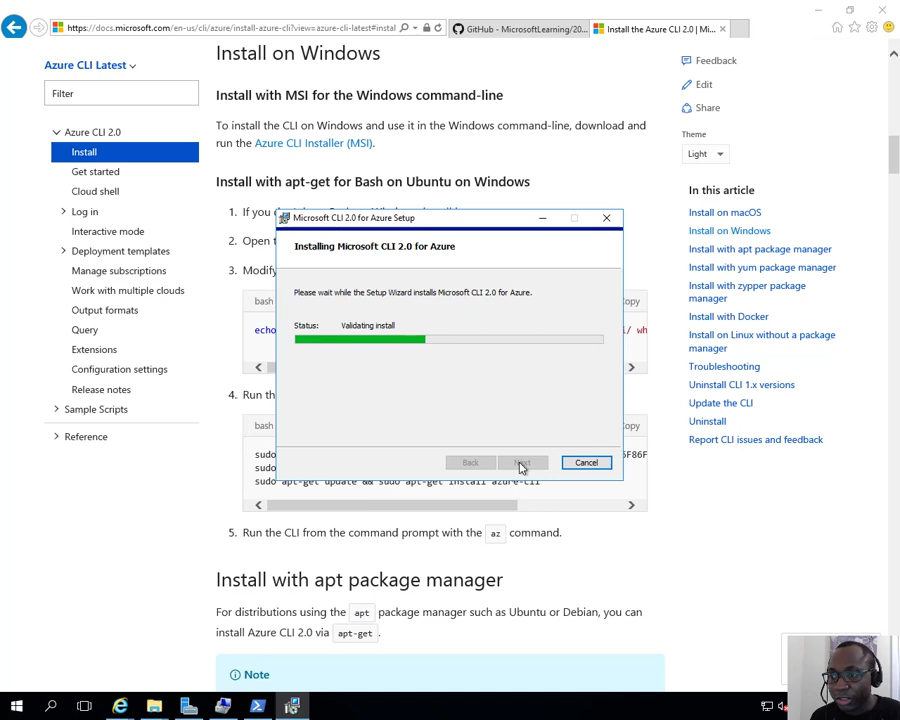 https://docs.microsoft.com/en-us/cli/azure/install-azure-cli?view=azure-cli-latest#instal
GitHub - MicrosoftLearning/20...
Install the Azure CLI 2.0 | Mi...
Azure CLI Latest
Filter
Azure CLI 2.0
Install
Get started
Cloud shell
Log in
Interactive mode
Deployment templates
Manage subscriptions
Work with multiple clouds
Output formats
Query
Extensions
Configuration settings
Release notes
Sample Scripts
Reference
Install on Windows
Install with MSI for the Windows command-line
To install the CLI on Windows and use it in the Windows command-line, download and
run the Azure CLI Installer (MSI).
Install with apt-get for Bash on Ubuntu on Windows
1. If you
2. Open
3. Modify
bash
echo
/ wh
4. Run the
bash
sudo
sudo
sudo apt-get update && sudo apt-get install azure-cli
5. Run the CLI from the command prompt with the az command.
Install with apt package manager
For distributions using the apt package manager such as Ubuntu or Debian, you can
install Azure CLI 2.0 via apt-get .
Note
Microsoft CLI 2.0 for Azure Setup
Installing Microsoft CLI 2.0 for Azure
Please wait while the Setup Wizard installs Microsoft CLI 2.0 for Azure.
Status: Validating install
Back
Next
Cancel
Feedback
Edit
Share
Theme
Light
In this article
Install on macOS
Install on Windows
Install with apt package manager
Install with yum package manager
Install with zypper package
manager
Install with Docker
Install on Linux without a package
manager
Troubleshooting
Uninstall CLI 1.x versions
Update the CLI
Uninstall
Report CLI issues and feedback